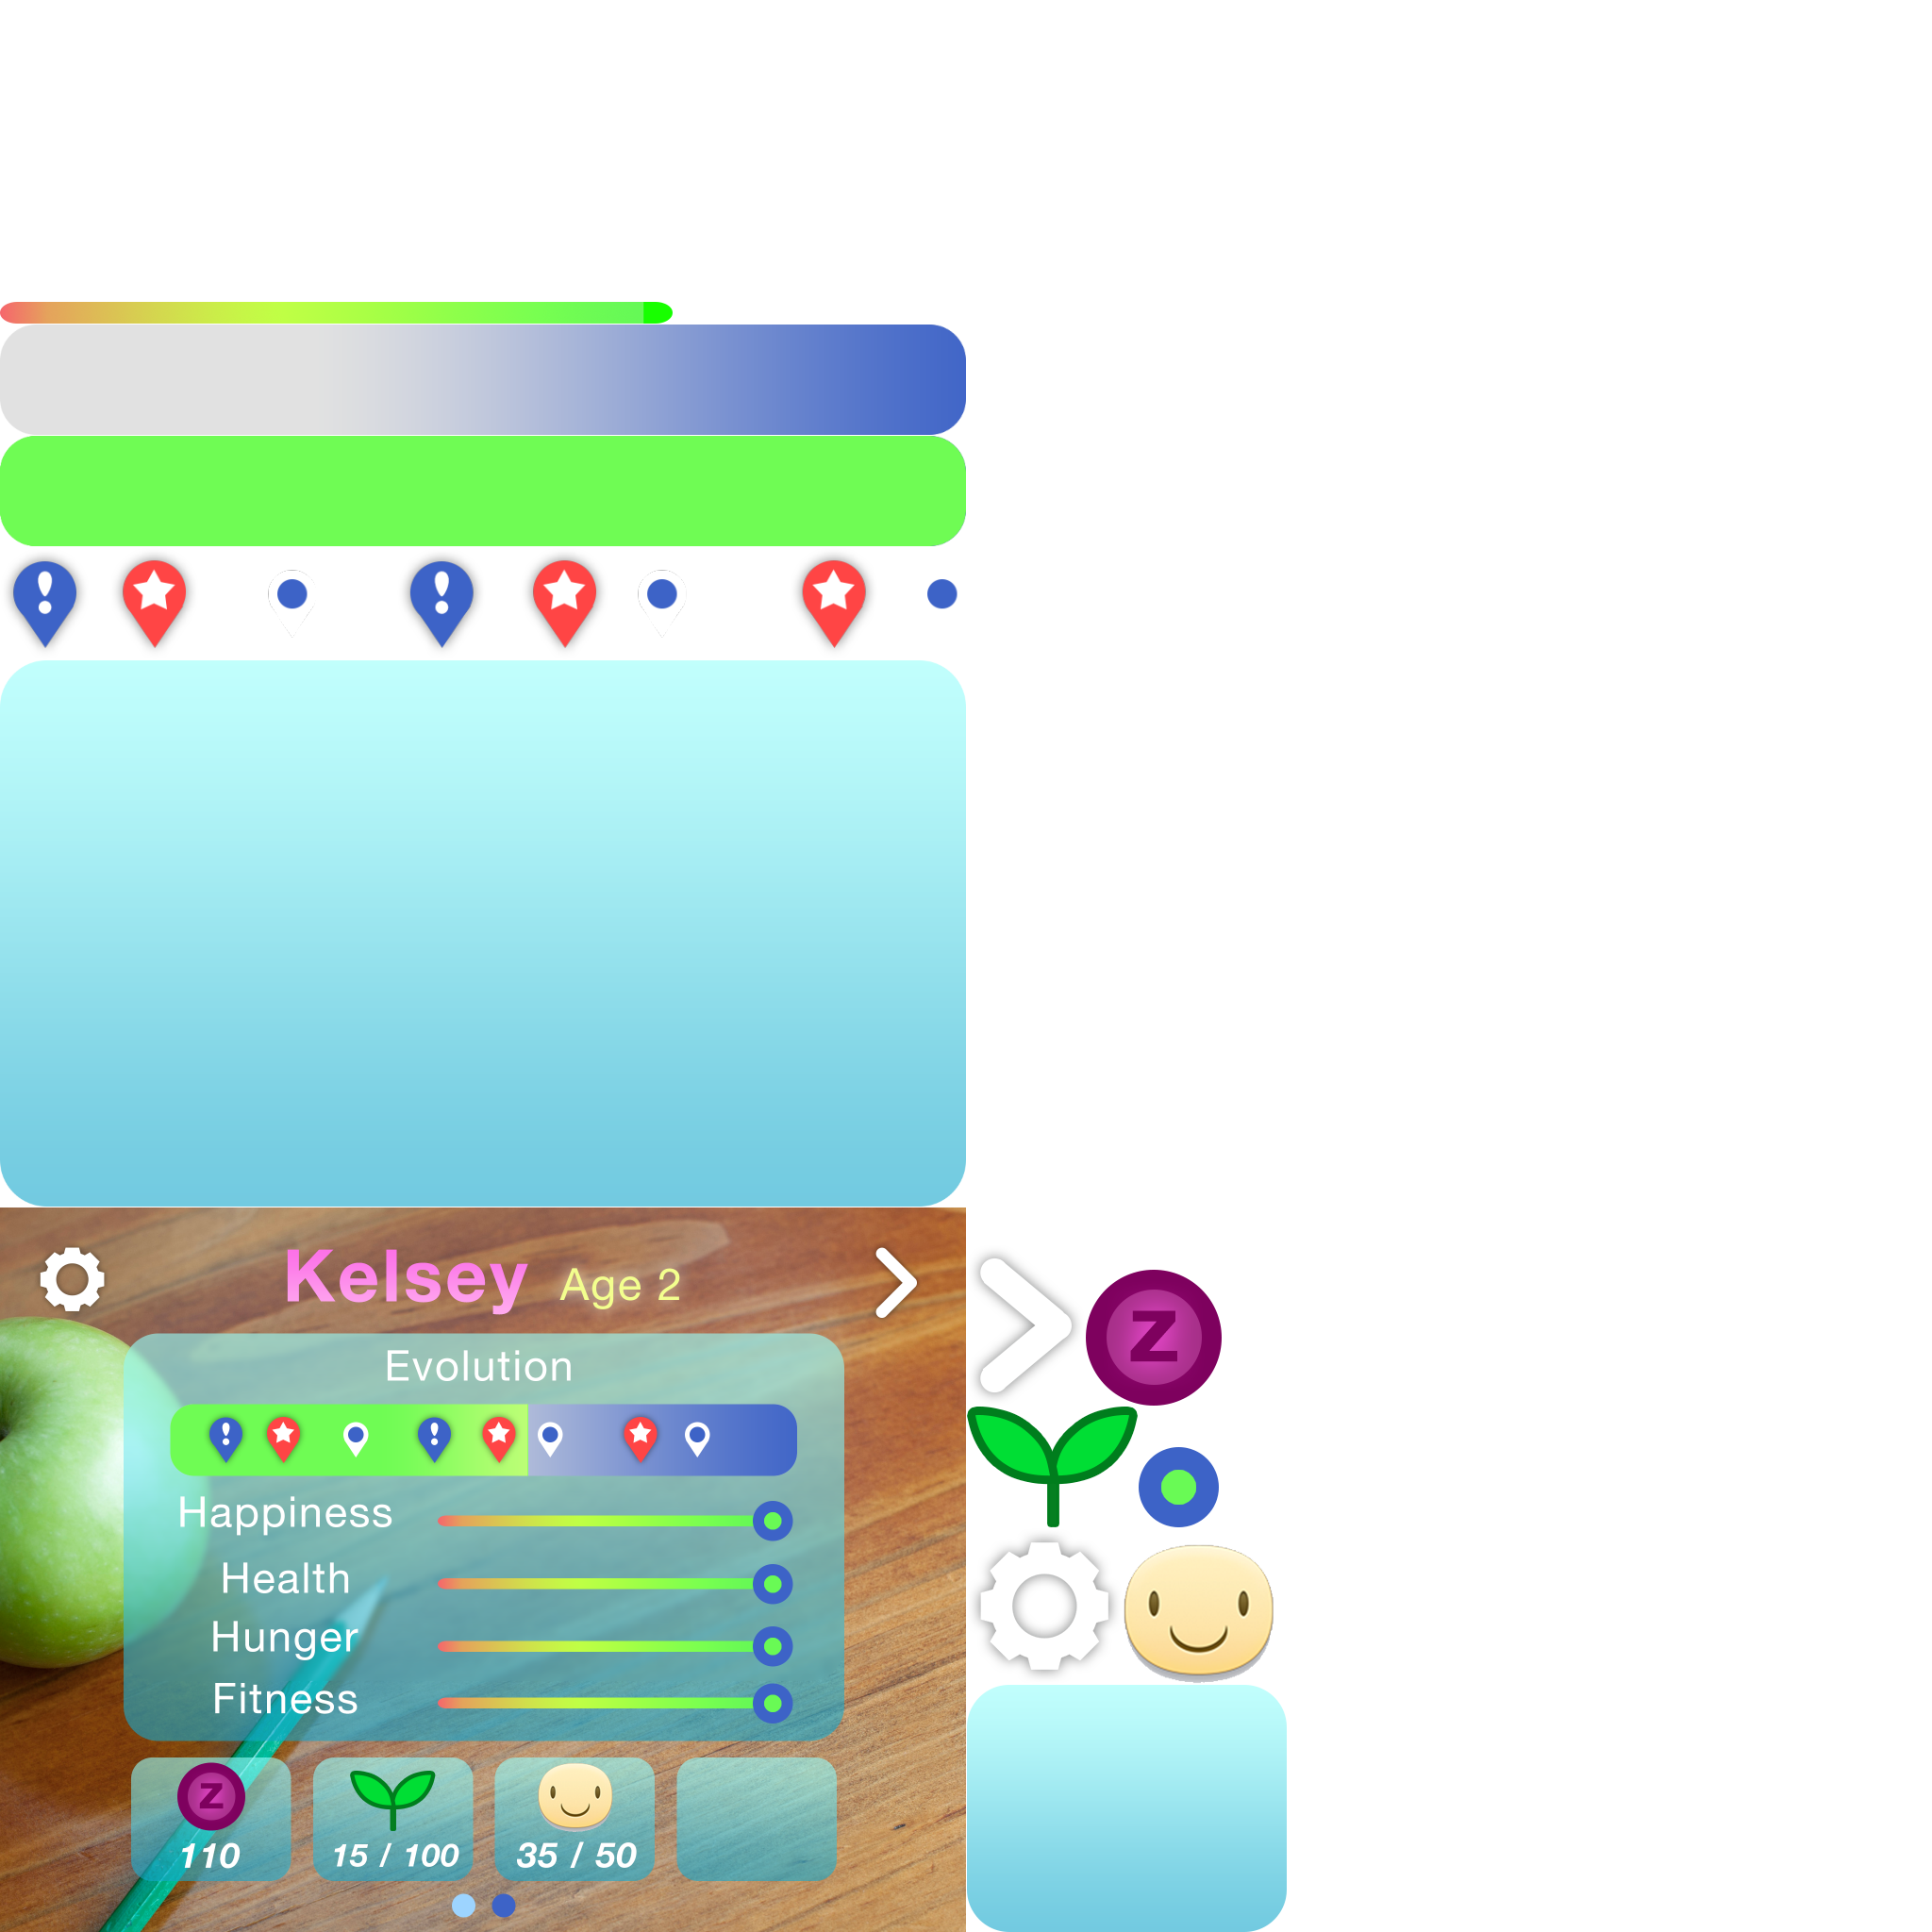 Kelsey Age 2
Evolution
Happiness
Health
Hunger
Fitness
Z
Z
110
15 / 100
35 / 50